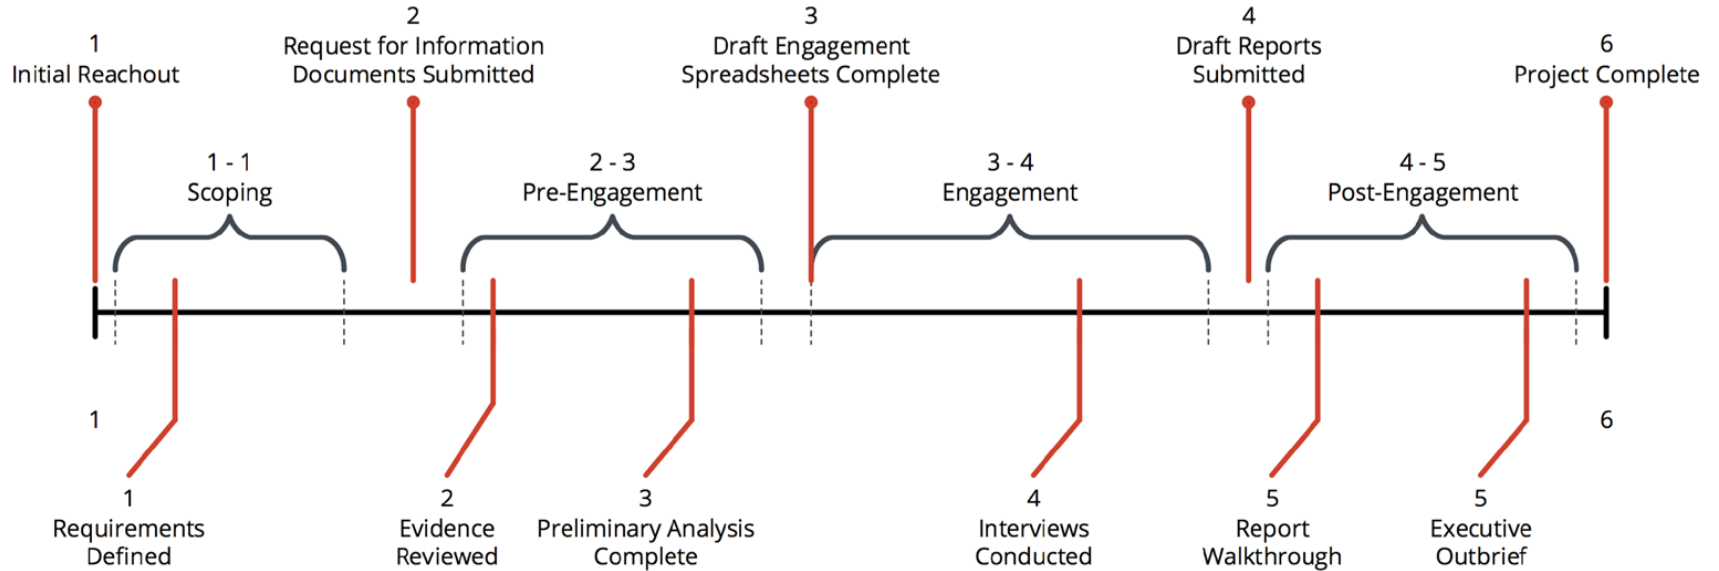 1
Initial Reachout
2
Request for Information
Documents Submitted
3
Draft Engagement
Spreadsheets Complete
4
Draft Reports
Submitted
6
Project Complete
1 - 1
Scoping
2 - 3
Pre-Engagement
3 - 4
Engagement
4 - 5
Post-Engagement
1
6
1
Requirements
Defined
2
Evidence
Reviewed
3
Preliminary Analysis
Complete
4
Interviews
Conducted
5
Report
Walkthrough
5
Executive
Outbrief